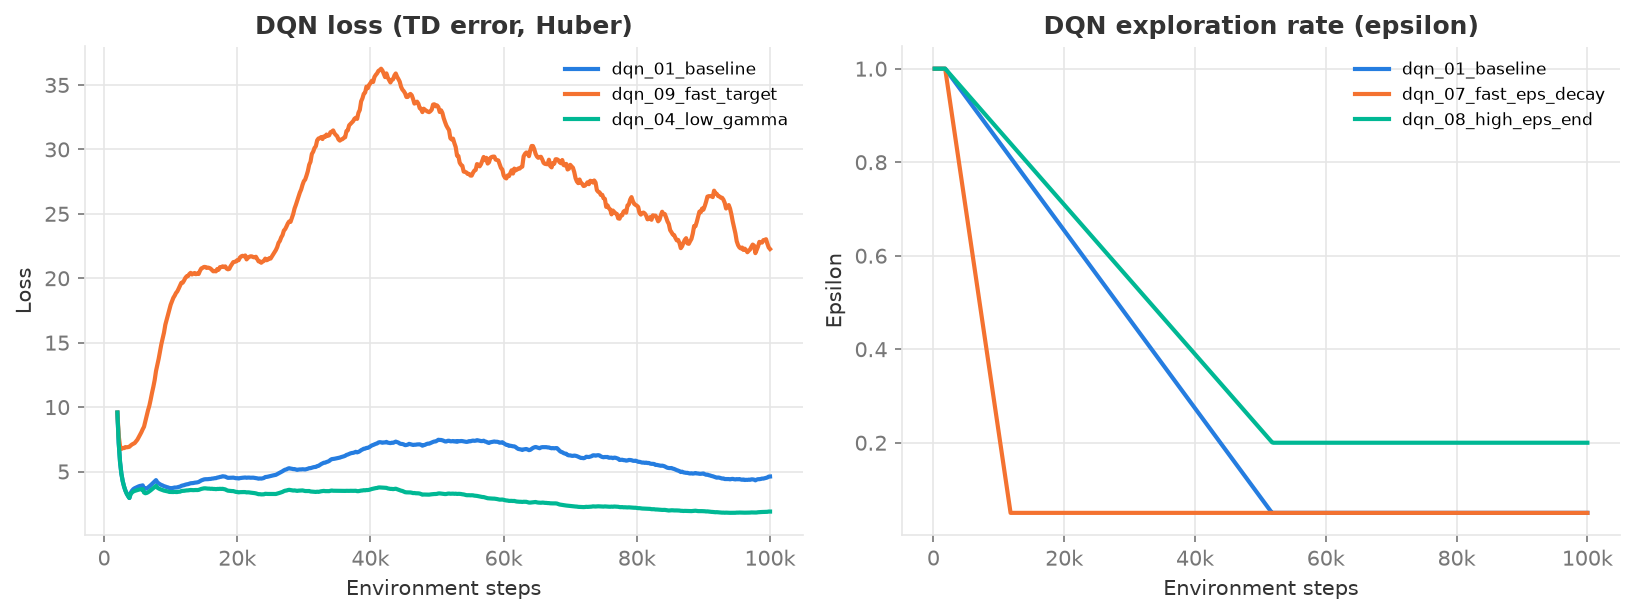 DQN loss (TD error, Huber)
dqn_01_baseline
dqn_09_fast_target
dqn_04_low_gamma
Loss
35
30
25
20
15
10
5
0
20k
40k
60k
80k
100k
Environment steps
DQN exploration rate (epsilon)
dqn_01_baseline
dqn_07_fast_eps_decay
dqn_08_high_eps_end
Epsilon
1.0
0.8
0.6
0.4
0.2
0
20k
40k
60k
80k
100k
Environment steps